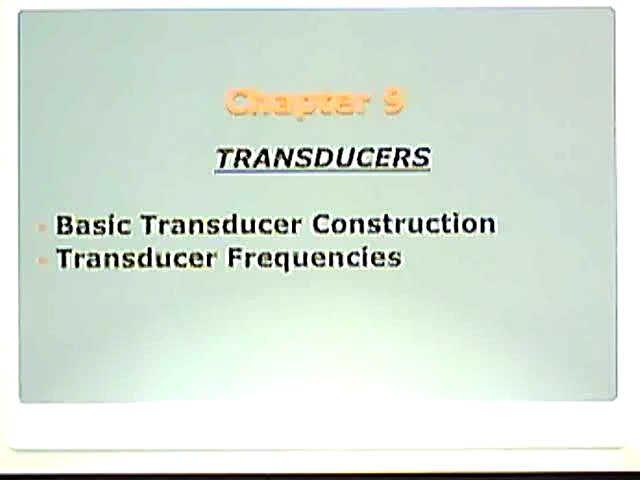 Chapter 9
TRANSDUCERS
Basic Transducer Construction
Transducer Frequencies